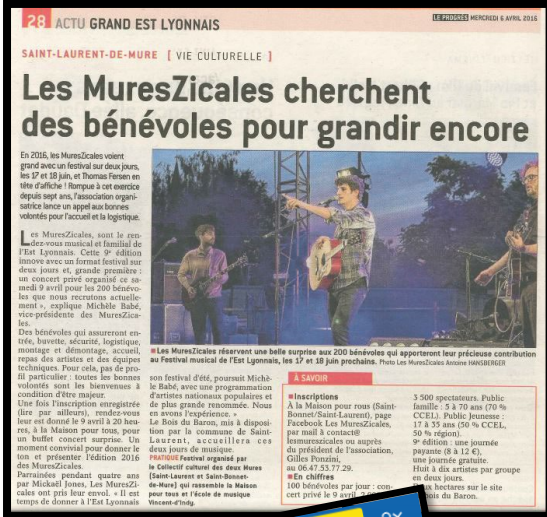 28 ACTU GRAND EST LYONNAIS
LE PROGRES MERCREDI 6 AVRIL 2016
SAINT-LAURENT-DE-MURE [ VIE CULTURELLE ]
Les MuresZicales cherchent
des bénévoles pour grandir encore
En 2016, les MuresZicales voient
grand avec un festival sur deux jours,
les 17 et 18 juin, et Thomas Fersen en
tête d'affiche ! Rompue à cet exercice
depuis sept ans, l'association organi-
satrice lance un appel aux bonnes
volontés pour l'accueil et la logistique.
Les MuresZicales, sont le ren-
dez-vous musical et familial de
l'Est Lyonnais. Cette 9e édition
innove avec un format festival sur
deux jours et, grande première :
un concert privé organisé ce sa-
medi 9 avril pour les 200 bénévo-
les que nous recrutons actuelle-
ment », explique Michèle Babé,
vice-présidente des MuresZica-
les.
Des bénévoles qui assureront en-
trée, buvette, sécurité, logistique,
montage et démontage, accueil,
repas des artistes et des équipes
techniques. Pour cela, pas de pro-
fil particulier : toutes les bonnes
volontés sont les bienvenues à
condition d'être majeur.
Une fois l'inscription enregistrée
(lire par ailleurs), rendez-vous
leur est donné le 9 avril à 20 heu-
res, à la Maison pour tous, pour
un buffet concert surprise. Un
moment convivial pour donner le
ton et présenter l'édition 2016
des MuresZicales.
Parrainées pendant quatre ans
par Mickaël Jones, Les MuresZi-
cales ont pris leur envol. « Il est
temps de donner à l'Est Lyonnais
Les MuresZicales réservent une belle surprise aux 200 bénévoles qui apporteront leur précieuse contribution
au Festival musical de l'Est Lyonnais, les 17 et 18 juin prochains. Photo Les MuresZicales Antoine HANSBERGER
son festival d'été, poursuit Michè-
le Babé, avec une programmation
d'artistes nationaux populaires et
de plus grande renommée. Nous
en avons l'expérience. »
Le Bois du Baron, mis à disposi-
tion par la commune de Saint-
Laurent, accueillera ces
deux jours de musique.
PRATIQUE Festival organisé par
le Collectif culturel des deux Mures
(Saint-Laurent et Saint-Bonnet-
de-Mure) qui rassemble la Maison
pour tous et l'école de musique
Vincent-d'Indy.
À SAVOIR
Inscriptions
À la Maison pour rous (Saint-
Bonnet/Saint-Laurent), page
Facebook Les MuresZicales,
par mail à contact@
lesmureszicales ou auprès
du président de l'association,
Gilles Ponzini,
au 06.47.53.77.29.
En chiffres
100 bénévoles par jour : con-
cert privé le 9 avril.
3 500 spectateurs. Public
famille : 5 à 70 ans (70 %
CCEL). Public Jeunesse :
17 à 35 ans (50 % CCEL,
50 % région).
9e édition : une journée
payante (8 à 12 €),
une journée gratuite.
Huit à dix artistes par groupe
en deux jours.
hectares sur le site
bois du Baron.